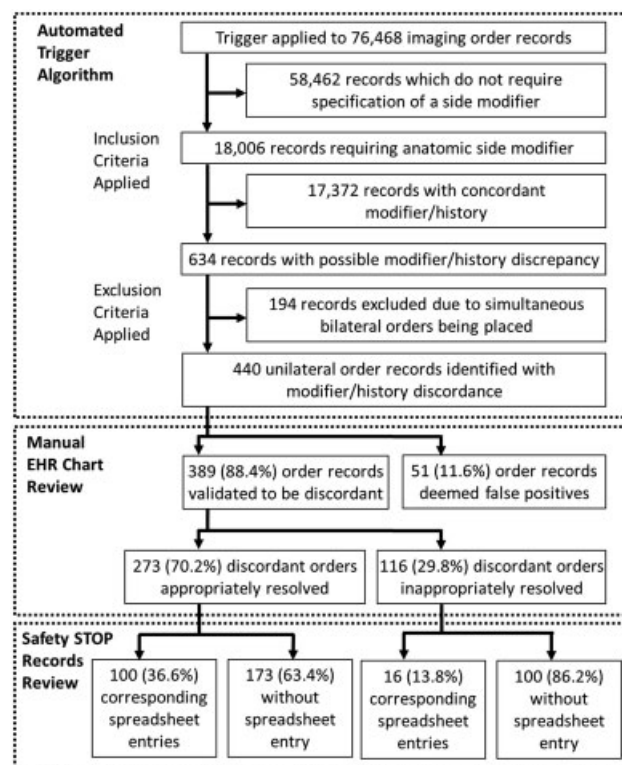 Automated
Trigger
Algorithm
Trigger applied to 76,468 imaging order records
58,462 records which do not require
specification of a side modifier
Inclusion
Criteria
Applied
18,006 records requiring anatomic side modifier
17,372 records with concordant
modifier/history
634 records with possible modifier/history discrepancy
Exclusion
Criteria
Applied
194 records excluded due to simultaneous
bilateral orders being placed
440 unilateral order records identified with
modifier/history discordance
Manual
EHR Chart
Review
389 (88.4%) order records
validated to be discordant
51 (11.6%) order records
deemed false positives
273 (70.2%) discordant orders
appropriately resolved
116 (29.8%) discordant orders
inappropriately resolved
Safety STOP
Records
Review
100 (36.6%)
corresponding
spreadsheet
entries
173 (63.4%)
without
spreadsheet
entry
16 (13.8%)
corresponding
spreadsheet
entries
100 (86.2%)
without
spreadsheet
entry